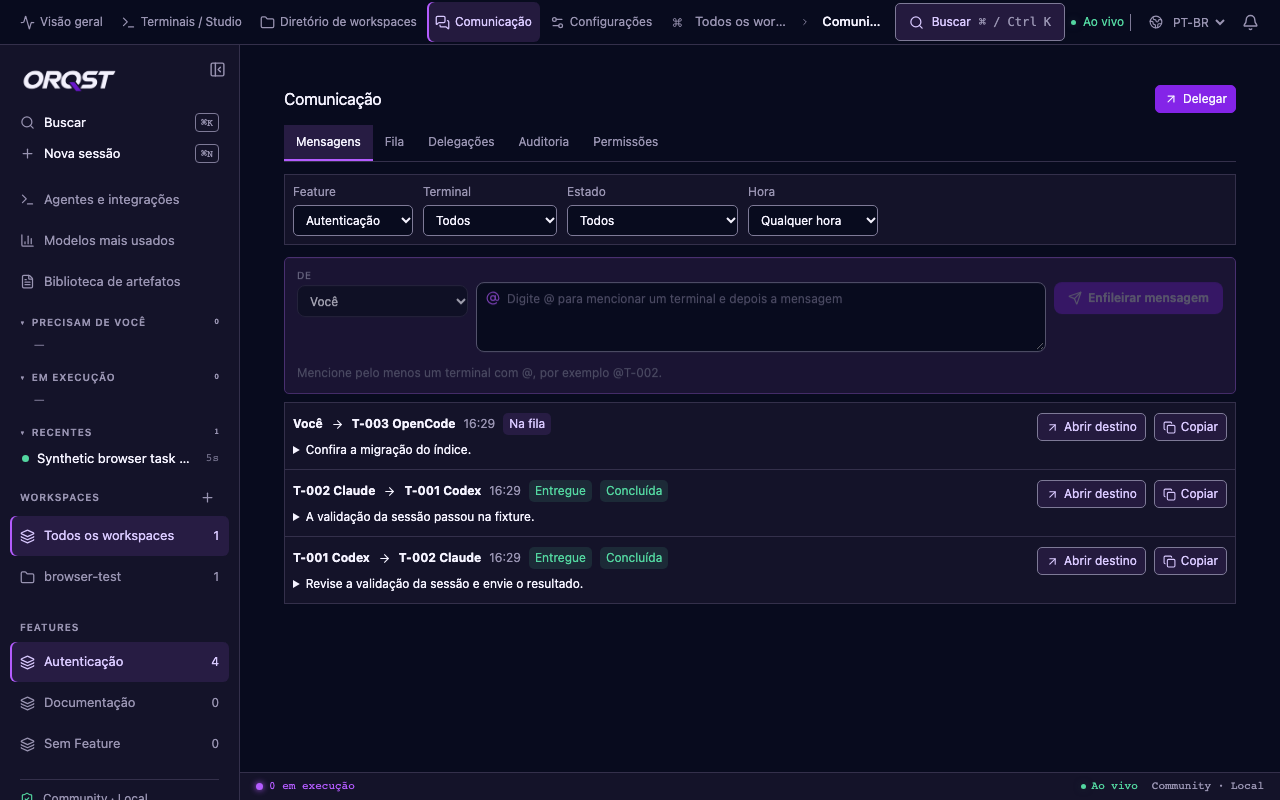 Visão geral
Terminais / Studio
Diretório de workspaces
Comunicação
Configurações
⌘ Todos os wor... › Comuni...
Buscar ⌘ / Ctrl K
Ao vivo
PT-BR
ORQST
Buscar ⌘K
Nova sessão ⌘N
Agentes e integrações
Modelos mais usados
Biblioteca de artefatos
PRECISAM DE VOCÊ 0
—
EM EXECUÇÃO 0
—
RECENTES 1
Synthetic browser task ... 5s
WORKSPACES
Todos os workspaces 1
browser-test 1
FEATURES
Autenticação 4
Documentação 0
Sem Feature 0
Community · Local
Comunicação
Delegar
Mensagens Fila Delegações Auditoria Permissões
Feature Terminal Estado Hora
Autenticação Todos Todos Qualquer hora
DE
Você
@ Digite @ para mencionar um terminal e depois a mensagem
Enfileirar mensagem
Mencione pelo menos um terminal com @, por exemplo @T-002.
Você → T-003 OpenCode 16:29 Na fila
Abrir destino Copiar
Confira a migração do índice.
T-002 Claude → T-001 Codex 16:29 Entregue Concluída
Abrir destino Copiar
A validação da sessão passou na fixture.
T-001 Codex → T-002 Claude 16:29 Entregue Concluída
Abrir destino Copiar
Revise a validação da sessão e envie o resultado.
0 em execução
Ao vivo Community · Local